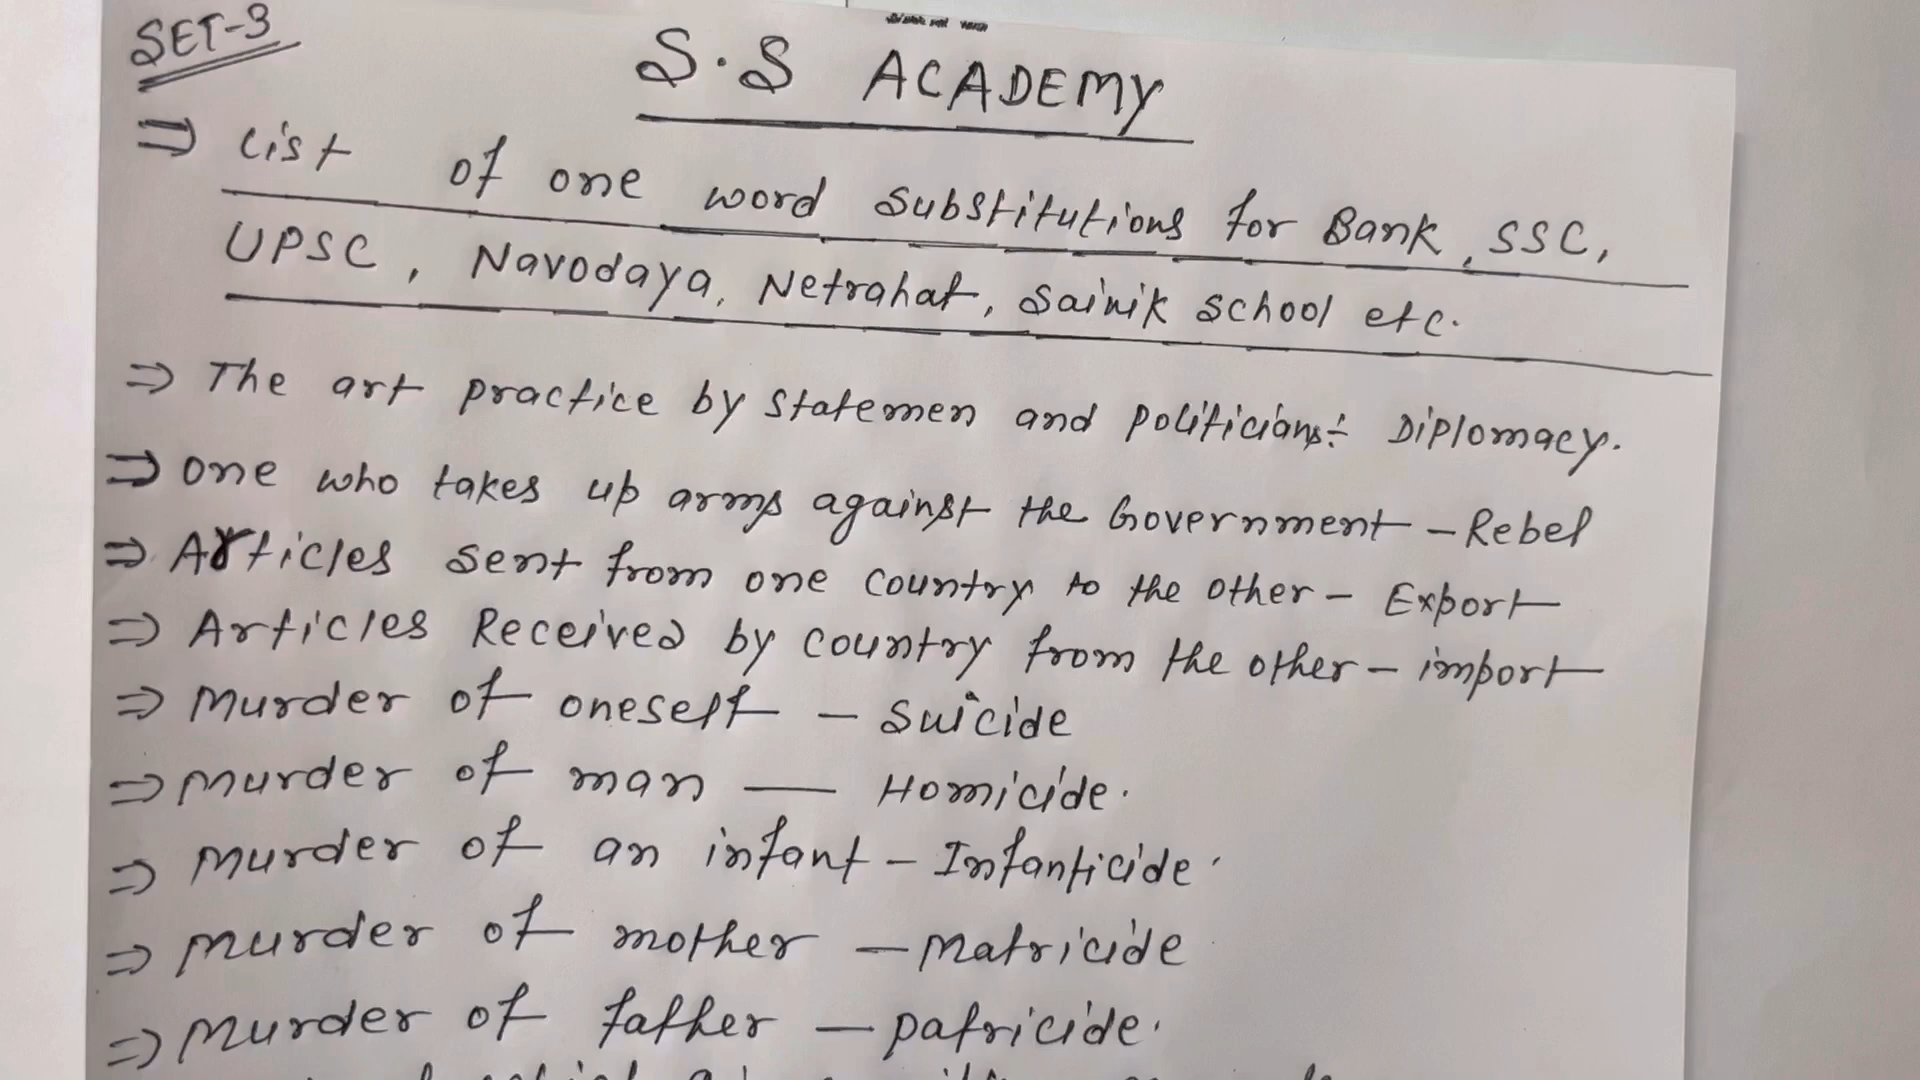 SET-3
S.S ACADEMY
⇒ List of one word substitutions for Bank, SSC,
UPSC, Navodaya, Netrahat, Sainik School etc.
⇒ The art practice by Statemen and politicians:- Diplomacy.
⇒ one who takes up arms against the Government - Rebel
⇒ Articles sent from one country to the other - Export
⇒ Articles Received by country from the other - import
⇒ Murder of oneself - Suicide
⇒ Murder of man - Homicide.
⇒ Murder of an infant - Infanticide.
⇒ Murder of mother - Matricide
⇒ Murder of father - patricide.